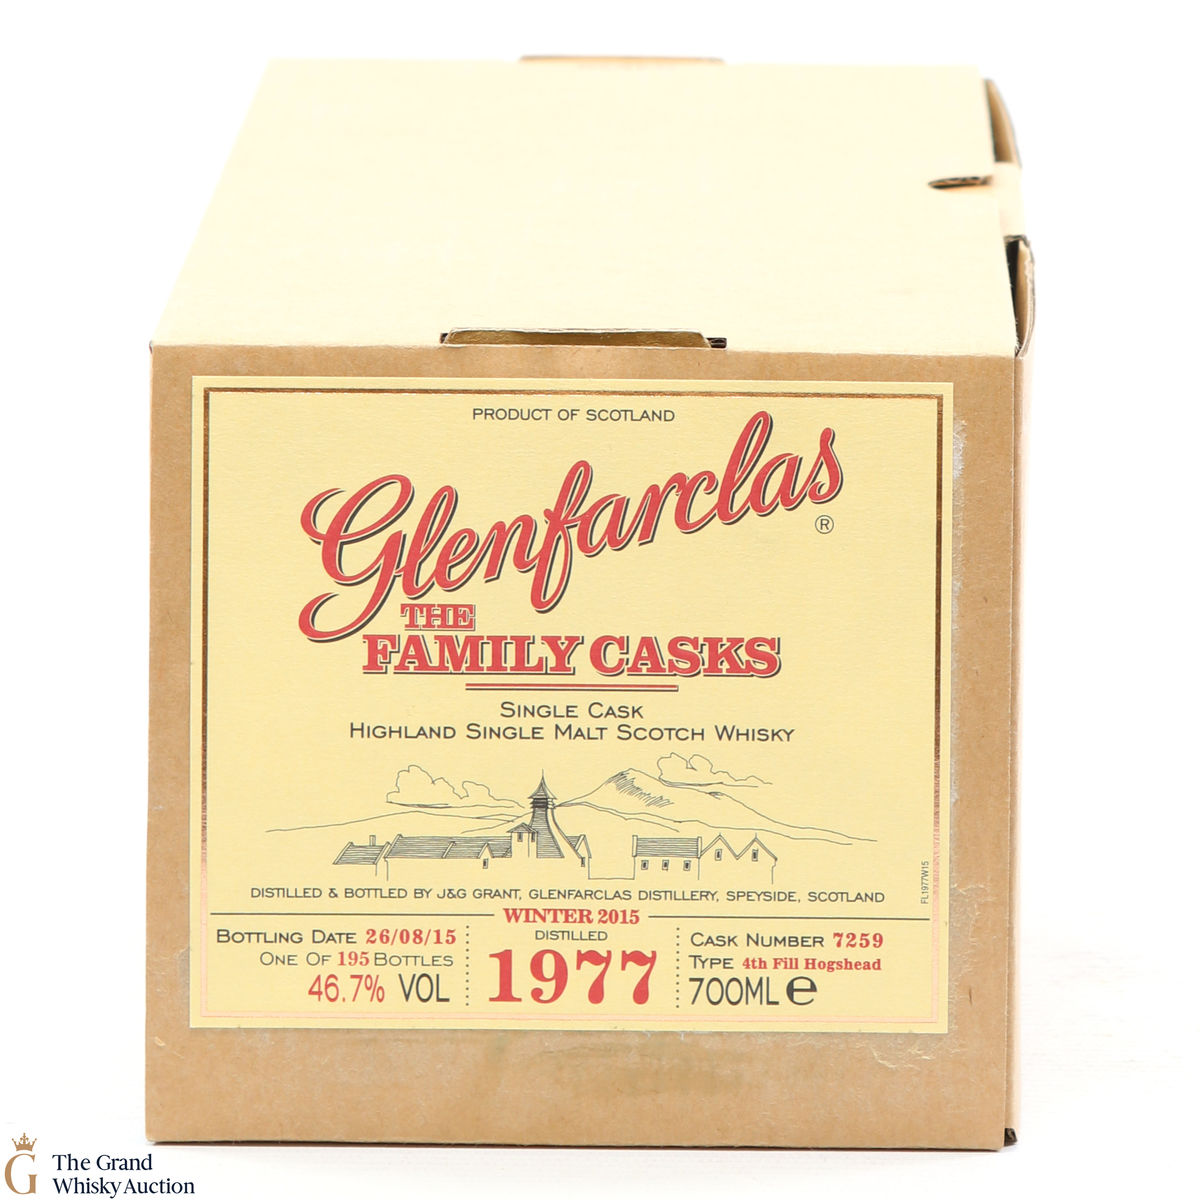 PRODUCT OF SCOTLAND
Glenfarclas
®
THE
FAMILY CASKS
SINGLE CASK
HIGHLAND SINGLE MALT SCOTCH WHISKY
DISTILLED & BOTTLED BY J&G GRANT, GLENFARCLAS DISTILLERY, SPEYSIDE, SCOTLAND
FL1977W15
WINTER 2015
BOTTLING DATE 26/08/15
ONE OF 195 BOTTLES
46.7% VOL
DISTILLED
1977
CASK NUMBER 7259
TYPE 4th Fill Hogshead
700ML e
G
The Grand
Whisky Auction